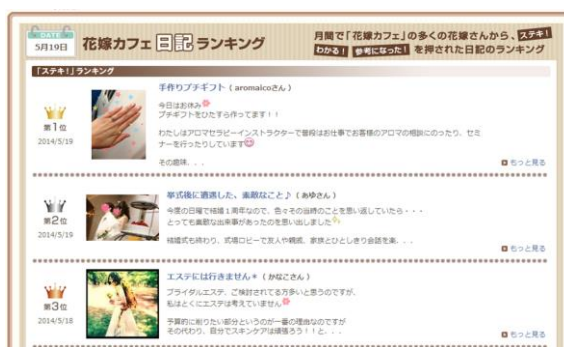 DATE
5月19日
花嫁カフェ 日記 ランキング
月間で「花嫁カフェ」の多くの花嫁さんから、ステキ!
わかる! 参考になった! を押された日記のランキング
「ステキ!」ランキング
手作りプチギフト ( aromaicoさん )
今日はお休み
プチギフトをひたすら作ってます!!
わたしはアロマセラピーインストラクターで普段はお仕事でお客様のアロマの相談にのったり、セミ
ナーを行ったりしています
その趣味. . .
第1位
2014/5/19
もっと見る
挙式後に遭遇した、素敵なこと♪ ( あゆさん )
今度の日曜で結婚1周年なので、色々その当時のことを思い返していたら・・・
とっても素敵な出来事があったのを思い出しました
結婚式も終わり、式場ロビーで友人や親戚、家族とひとしきり会話を楽. . .
第2位
2014/5/19
もっと見る
エステには行きません* ( かなこさん )
ブライダルエステ、ご検討されてる方多いと思うのですが、
私はとくにエステは考えていません
予算的に削りたい部分というのが一番の理由なのですが
その代わり、自分でスキンケアは頑張ろう!!と、. . .
第3位
2014/5/18
もっと見る